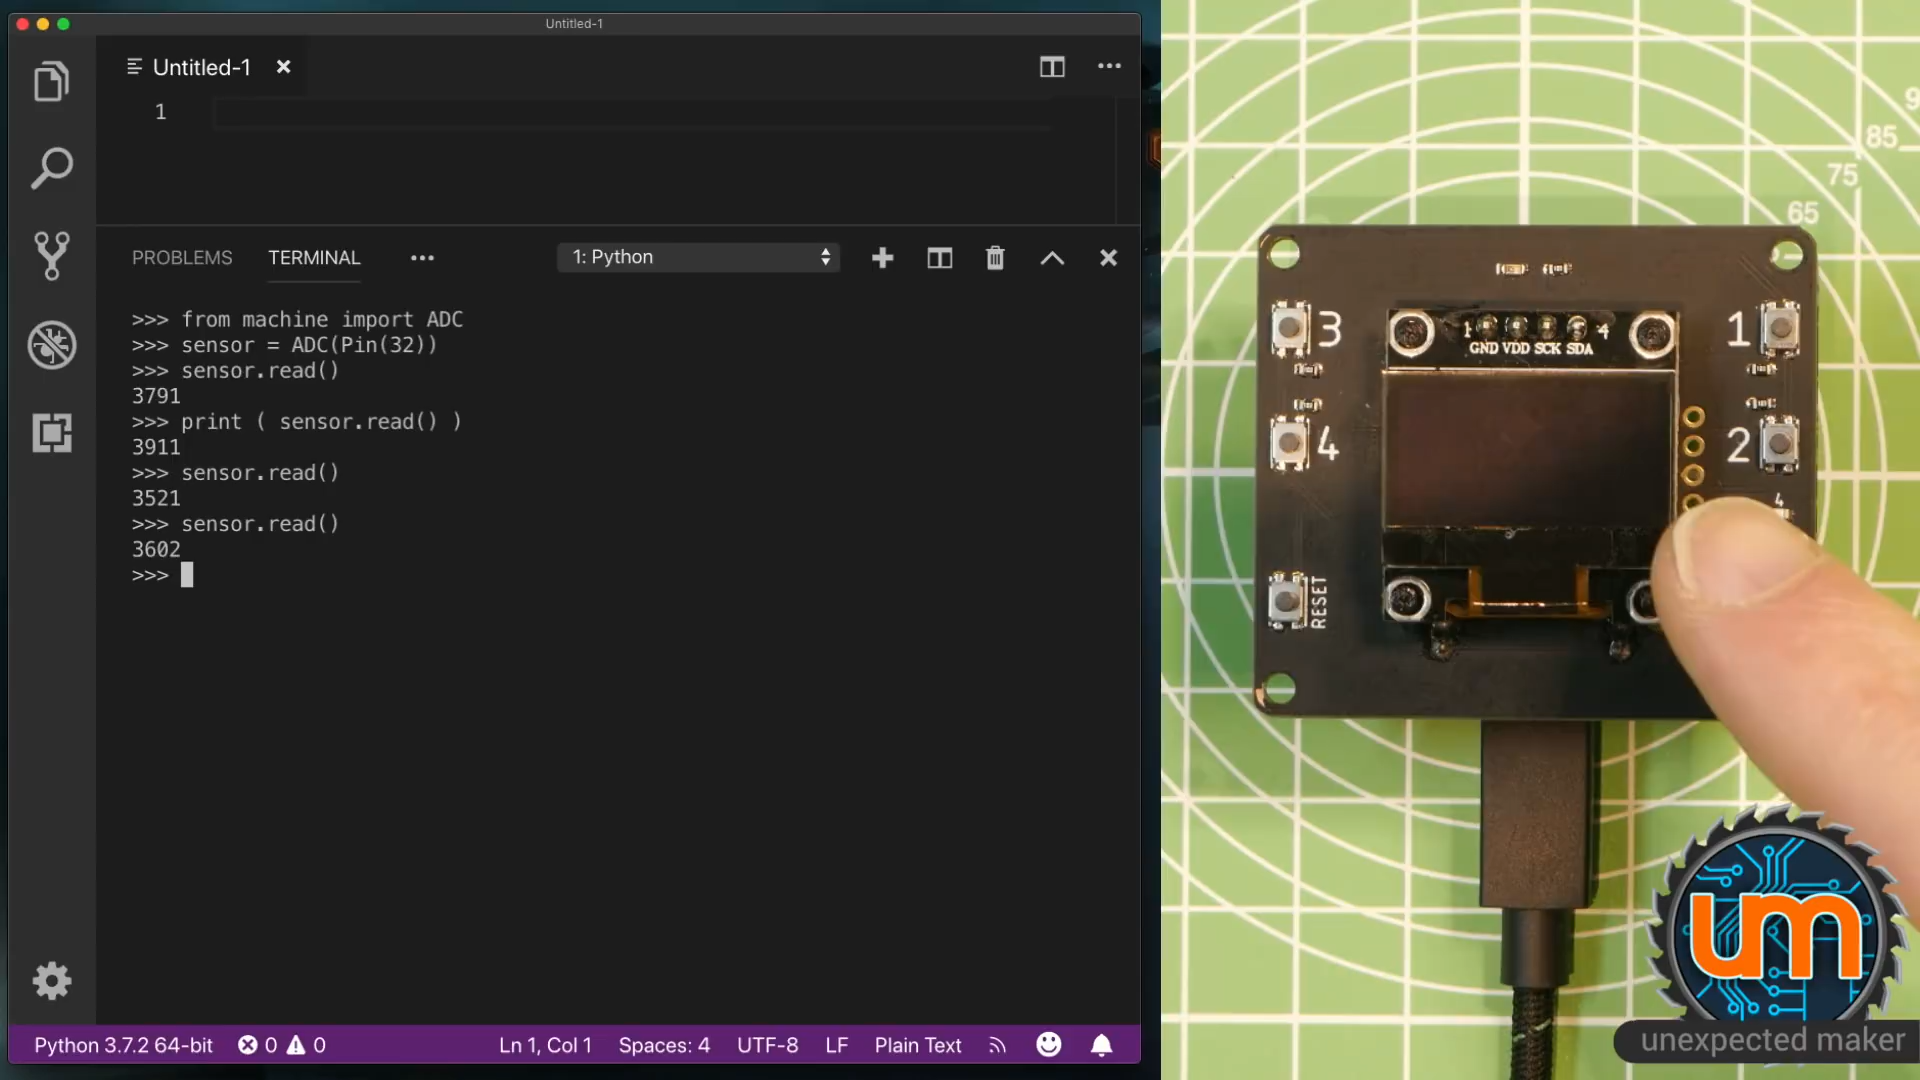 Untitled-1
Untitled-1
1
PROBLEMS TERMINAL
1: Python
>>> from machine import ADC
>>> sensor = ADC(Pin(32))
>>> sensor.read()
3791
>>> print ( sensor.read() )
3911
>>> sensor.read()
3521
>>> sensor.read()
3602
>>>
Python 3.7.2 64-bit 0 0 Ln 1, Col 1 Spaces: 4 UTF-8 LF Plain Text
85
75
65
3
1
1 4
GND VDD SCK SDA
4
2
4
RESET
um
unexpected maker